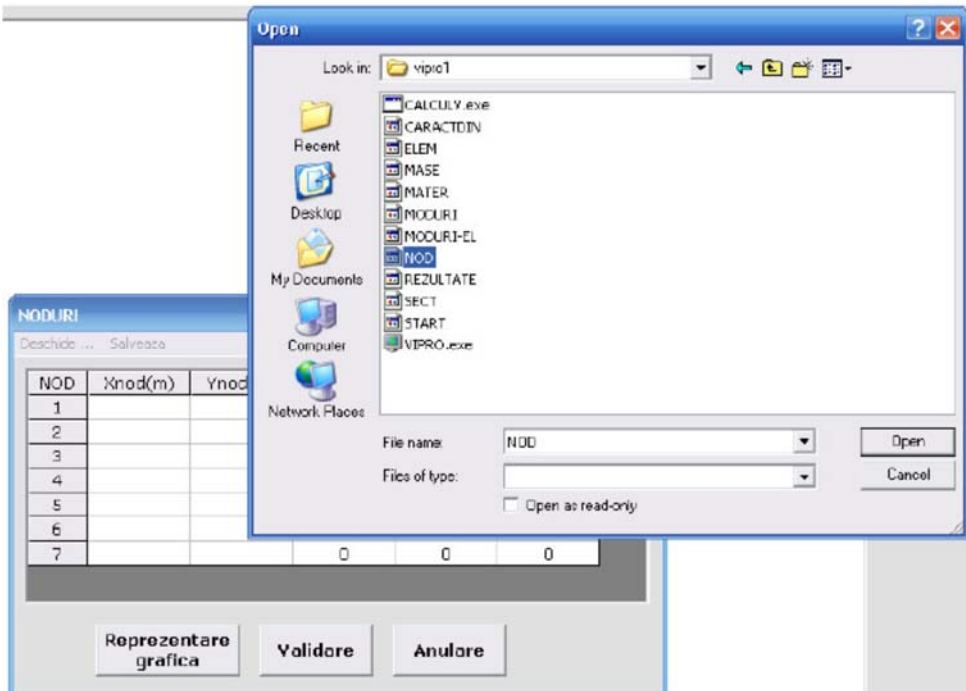 Open
Look in: vipro1
CALCULV.exe
CARACTDIN
ELEM
MASE
MATER
MODURI
MODURI-EL
NOD
REZULTATE
SECT
START
VIPRO.exe
Recent
Desktop
My Documents
Computer
Network Places
File name: NOD Open
Files of type: Cancel
Open as read-only
NODURI
Deschide ... Salveaza
NOD Xnod(m) Ynod
1
2
3
4
5
6
7 0 0 0
Reprezentare
grafica
Validare Anulare